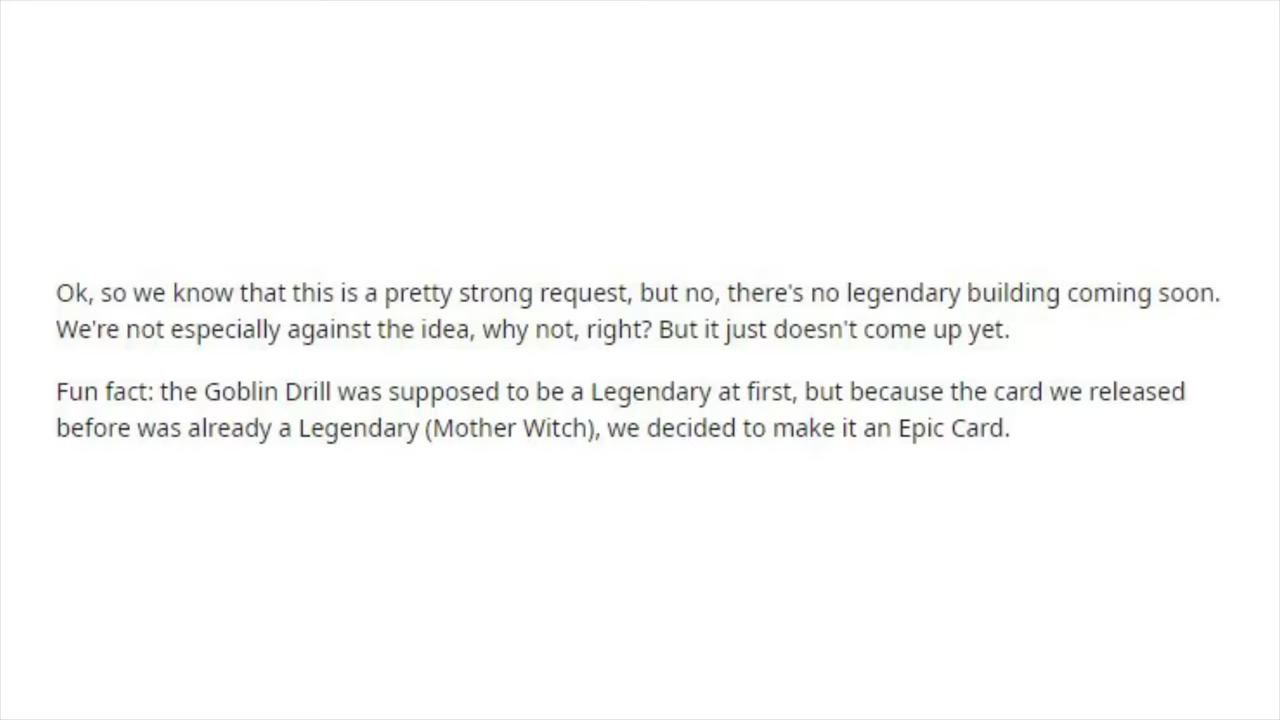 Ok, so we know that this is a pretty strong request, but no, there's no legendary building coming soon.
We're not especially against the idea, why not, right? But it just doesn't come up yet.
Fun fact: the Goblin Drill was supposed to be a Legendary at first, but because the card we released
before was already a Legendary (Mother Witch), we decided to make it an Epic Card.